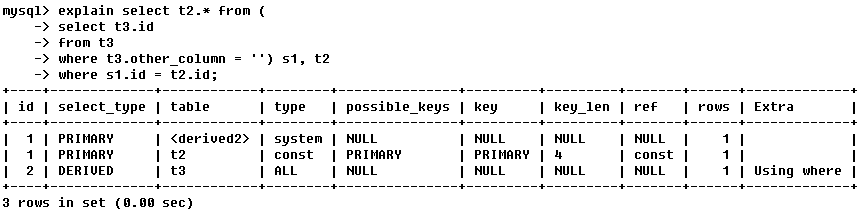 mysql> explain select t2.* from (
    -> select t3.id
    -> from t3
    -> where t3.other_column = '') s1, t2
    -> where s1.id = t2.id;
+----+-------------+------------+--------+---------------+---------+---------+-------+------+-------------+
| id | select_type | table      | type   | possible_keys | key     | key_len | ref   | rows | Extra       |
+----+-------------+------------+--------+---------------+---------+---------+-------+------+-------------+
|  1 | PRIMARY     | <derived2> | system | NULL          | NULL    | NULL    | NULL  |    1 |             |
|  1 | PRIMARY     | t2         | const  | PRIMARY       | PRIMARY | 4       | const |    1 |             |
|  2 | DERIVED     | t3         | ALL    | NULL          | NULL    | NULL    | NULL  |    1 | Using where |
+----+-------------+------------+--------+---------------+---------+---------+-------+------+-------------+
3 rows in set (0.00 sec)